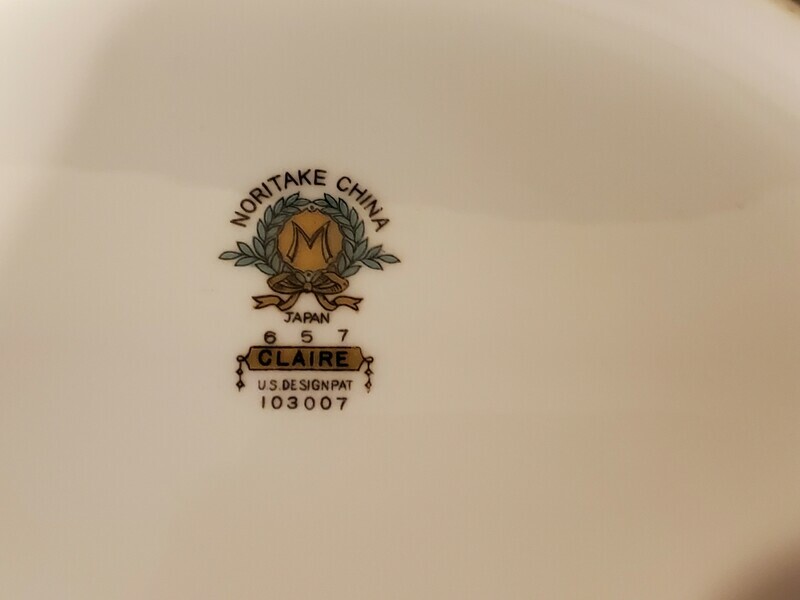 NORITAKE CHINA
M
JAPAN
6 5 7
CLAIRE
U.S. DESIGN PAT
103007